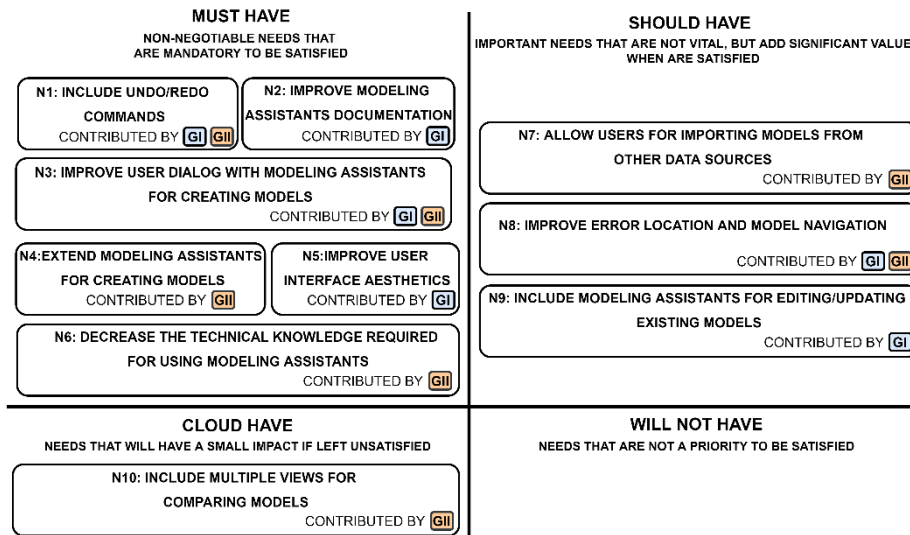 MUST HAVE
NON-NEGOTIABLE NEEDS THAT
ARE MANDATORY TO BE SATISFIED
N1: INCLUDE UNDO/REDO
COMMANDS
CONTRIBUTED BY GI GII
N2: IMPROVE MODELING
ASSISTANTS DOCUMENTATION
CONTRIBUTED BY GI
N3: IMPROVE USER DIALOG WITH MODELING ASSISTANTS
FOR CREATING MODELS
CONTRIBUTED BY GI GII
N4:EXTEND MODELING ASSISTANTS
FOR CREATING MODELS
CONTRIBUTED BY GII
N5:IMPROVE USER
INTERFACE AESTHETICS
CONTRIBUTED BY GI
N6: DECREASE THE TECHNICAL KNOWLEDGE REQUIRED
FOR USING MODELING ASSISTANTS
CONTRIBUTED BY GII
SHOULD HAVE
IMPORTANT NEEDS THAT ARE NOT VITAL, BUT ADD SIGNIFICANT VALUE
WHEN ARE SATISFIED
N7: ALLOW USERS FOR IMPORTING MODELS FROM
OTHER DATA SOURCES
CONTRIBUTED BY GII
N8: IMPROVE ERROR LOCATION AND MODEL NAVIGATION
CONTRIBUTED BY GI GII
N9: INCLUDE MODELING ASSISTANTS FOR EDITING/UPDATING
EXISTING MODELS
CONTRIBUTED BY GI
CLOUD HAVE
NEEDS THAT WILL HAVE A SMALL IMPACT IF LEFT UNSATISFIED
N10: INCLUDE MULTIPLE VIEWS FOR
COMPARING MODELS
CONTRIBUTED BY GII
WILL NOT HAVE
NEEDS THAT ARE NOT A PRIORITY TO BE SATISFIED